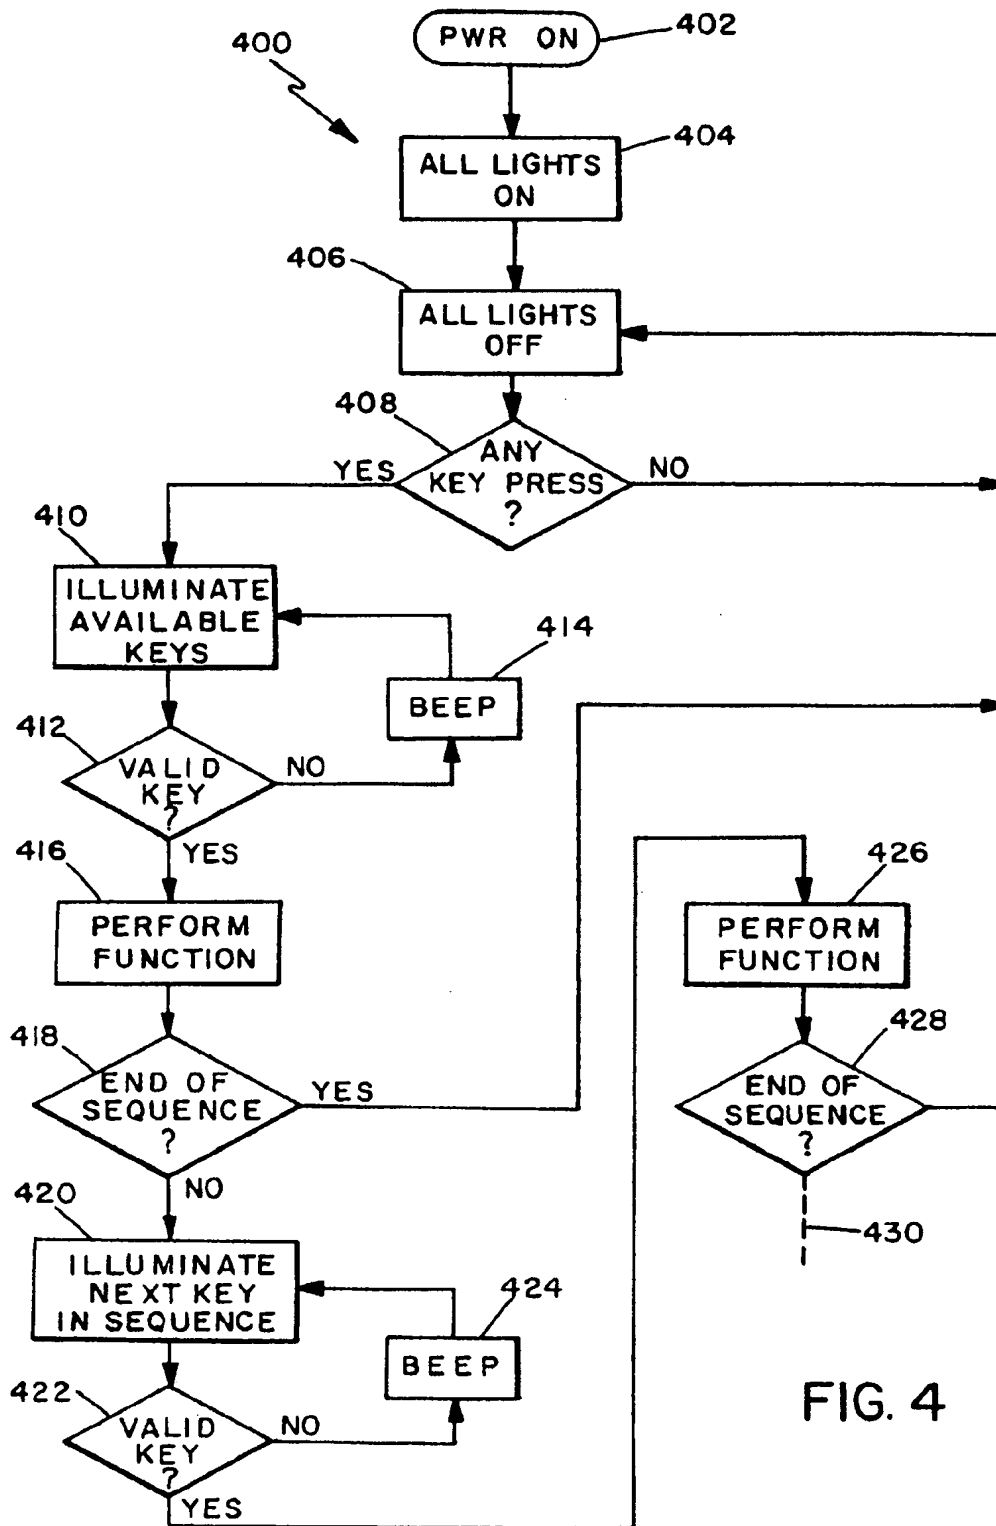 PWR ON
402
400
404
ALL LIGHTS
ON
406
ALL LIGHTS
OFF
408
ANY
KEY PRESS
?
YES
NO
410
ILLUMINATE
AVAILABLE
KEYS
414
BEEP
412
VALID
KEY
?
NO
YES
416
PERFORM
FUNCTION
426
PERFORM
FUNCTION
418
END OF
SEQUENCE
?
YES
NO
428
END OF
SEQUENCE
?
430
420
ILLUMINATE
NEXT KEY
IN SEQUENCE
424
BEEP
422
VALID
KEY
?
NO
YES
FIG. 4